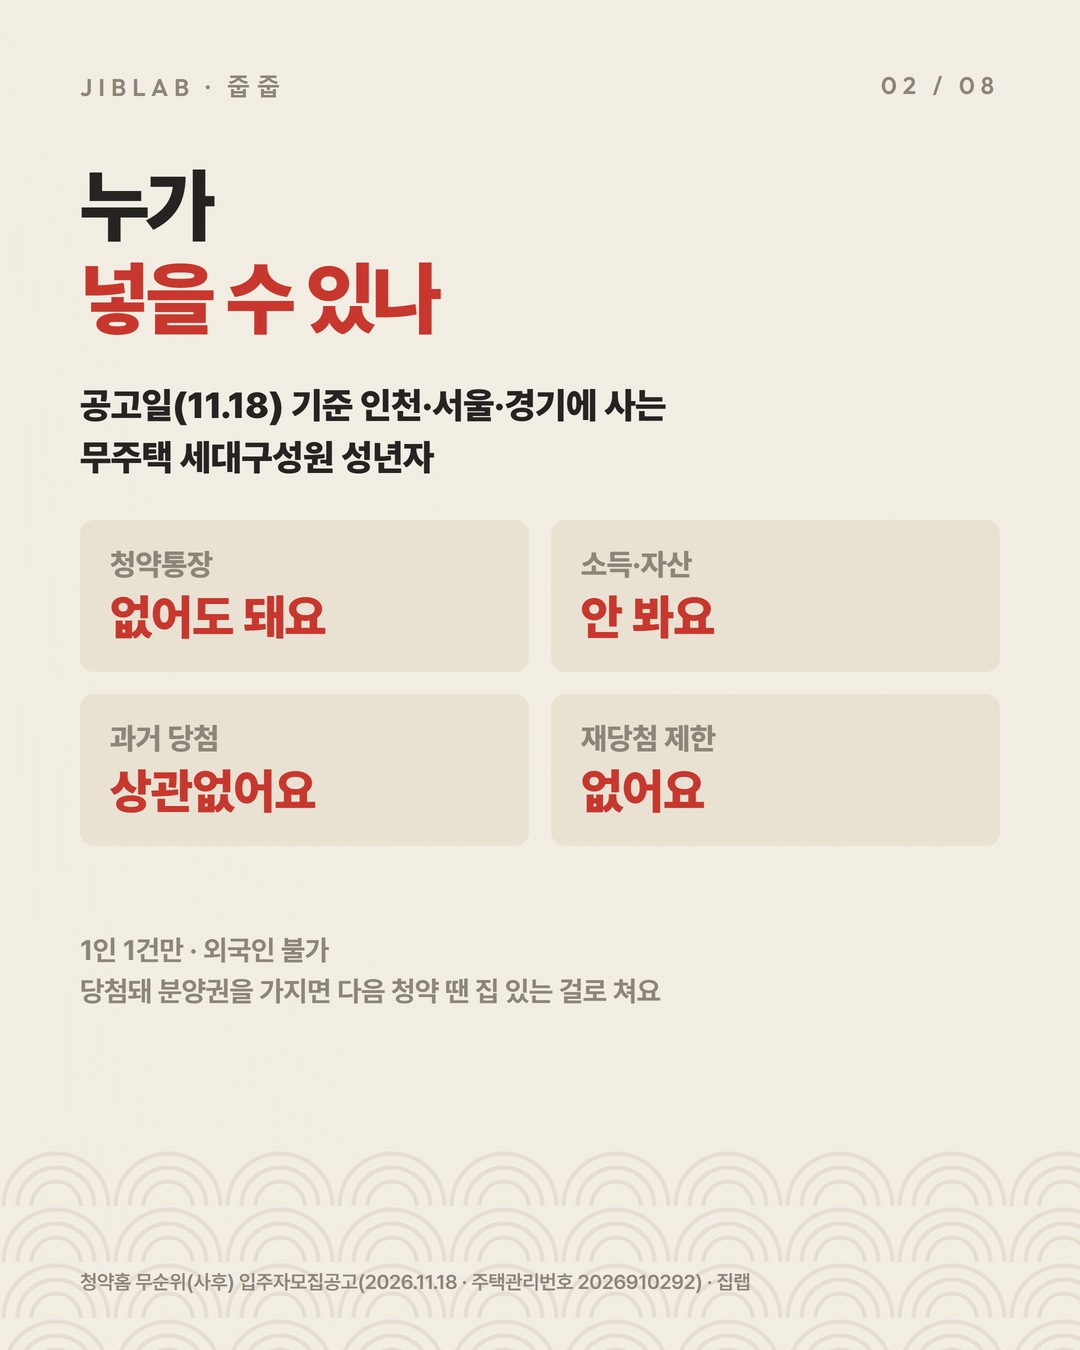 JIBLAB · 줍줍
02 / 08
누가
넣을 수 있나
공고일(11.18) 기준 인천·서울·경기에 사는
무주택 세대구성원 성년자
청약통장
없어도 돼요
소득·자산
안 봐요
과거 당첨
상관없어요
재당첨 제한
없어요
1인 1건만 · 외국인 불가
당첨돼 분양권을 가지면 다음 청약 땐 집 있는 걸로 쳐요
청약홈 무순위(사후) 입주자모집공고(2026.11.18 · 주택관리번호 2026910292) · 집랩